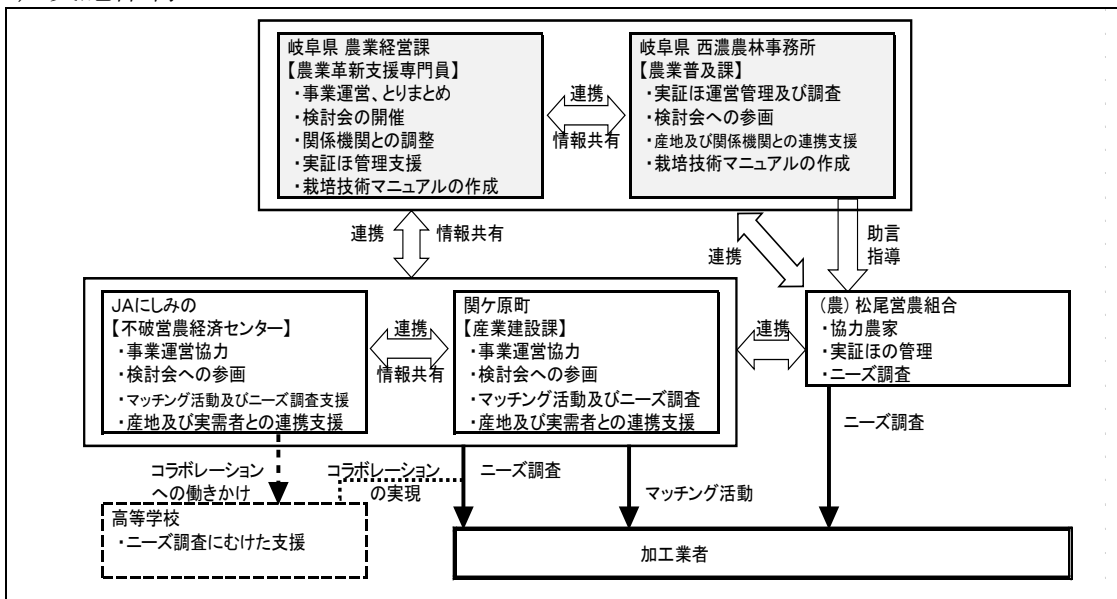 岐阜県 農業経営課
【農業革新支援専門員】
・事業運営、とりまとめ
・検討会の開催
・関係機関との調整
・実証ほ管理支援
・栽培技術マニュアルの作成
連携
情報共有
岐阜県 西濃農林事務所
【農業普及課】
・実証ほ運営管理及び調査
・検討会への参画
・産地及び関係機関との連携支援
・栽培技術マニュアルの作成
連携
情報共有
連携
助言
指導
JAにしみの
【不破営農経済センター】
・事業運営協力
・検討会への参画
・マッチング活動及びニーズ調査支援
・産地及び実需者との連携支援
連携
情報共有
関ケ原町
【産業建設課】
・事業運営協力
・検討会への参画
・マッチング活動及びニーズ調査
・産地及び実需者との連携支援
連携
(農)松尾営農組合
・協力農家
・実証ほの管理
・ニーズ調査
コラボレーション
への働きかけ
コラボレーション
の実現
ニーズ調査
マッチング活動
ニーズ調査
高等学校
・ニーズ調査にむけた支援
加工業者